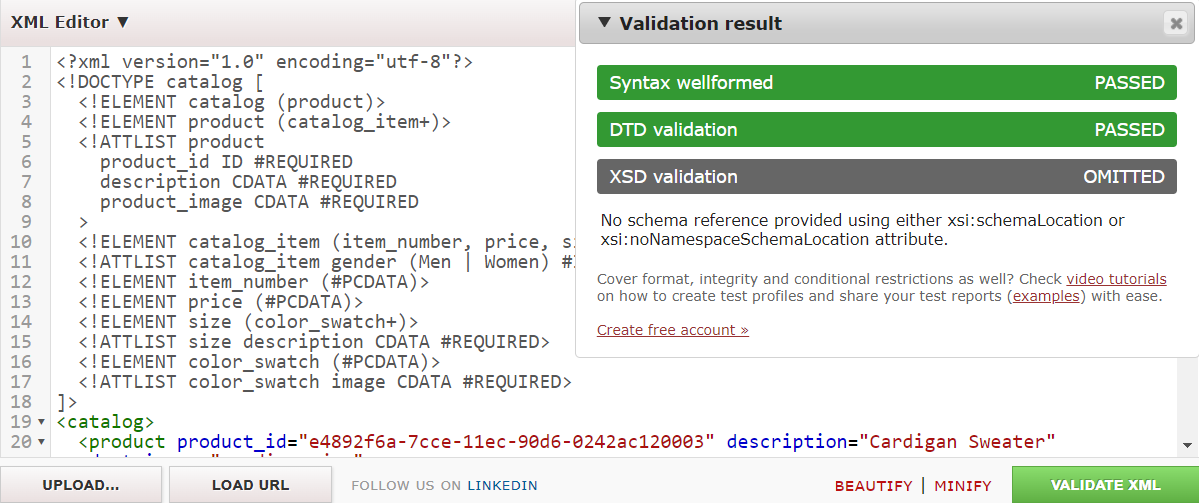 XML Editor ▼
▼ Validation result ✖
Syntax wellformed PASSED
DTD validation PASSED
XSD validation OMITTED
No schema reference provided using either xsi:schemaLocation or
xsi:noNamespaceSchemaLocation attribute.
Cover format, integrity and conditional restrictions as well? Check video tutorials
on how to create test profiles and share your test reports (examples) with ease.
Create free account »
1 <?xml version="1.0" encoding="utf-8"?>
2 <!DOCTYPE catalog [
3 <!ELEMENT catalog (product)>
4 <!ELEMENT product (catalog_item+)>
5 <!ATTLIST product
6 product_id ID #REQUIRED
7 description CDATA #REQUIRED
8 product_image CDATA #REQUIRED
9 >
10 <!ELEMENT catalog_item (item_number, price,
11 <!ATTLIST catalog_item gender (Men | Women)
12 <!ELEMENT item_number (#PCDATA)>
13 <!ELEMENT price (#PCDATA)>
14 <!ELEMENT size (color_swatch+)>
15 <!ATTLIST size description CDATA #REQUIRED>
16 <!ELEMENT color_swatch (#PCDATA)>
17 <!ATTLIST color_swatch image CDATA #REQUIRED>
18 ]>
19 <catalog>
20 <product product_id="e4892f6a-7cce-11ec-90d6-0242ac120003" description="Cardigan Sweater"
UPLOAD... LOAD URL FOLLOW US ON LINKEDIN BEAUTIFY | MINIFY VALIDATE XML